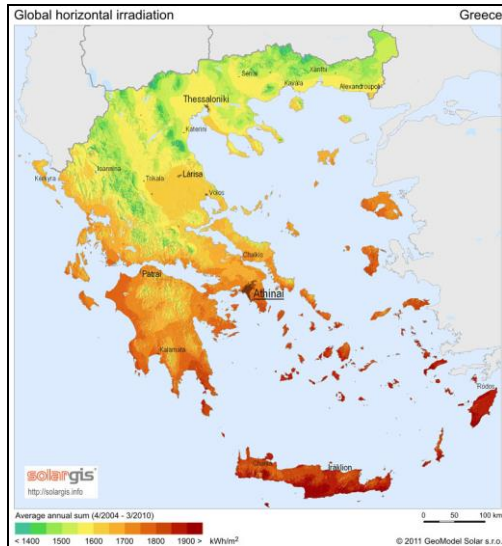 Global horizontal irradiation Greece
Serrai
Xanthi
Kavala
Alexandroupoli
Thessaloniki
Katerini
Kerkyra
Ioannina
Trikala
Lárisa
Volos
Chalkis
Patrai
Athinai
Kalamata
Rodos
Chania
Iraklion
solargis
http://solargis.info
Average annual sum (4/2004 - 3/2010)
0 50 100 km
< 1400 1500 1600 1700 1800 1900 > kWh/m²
© 2011 GeoModel Solar s.r.o.